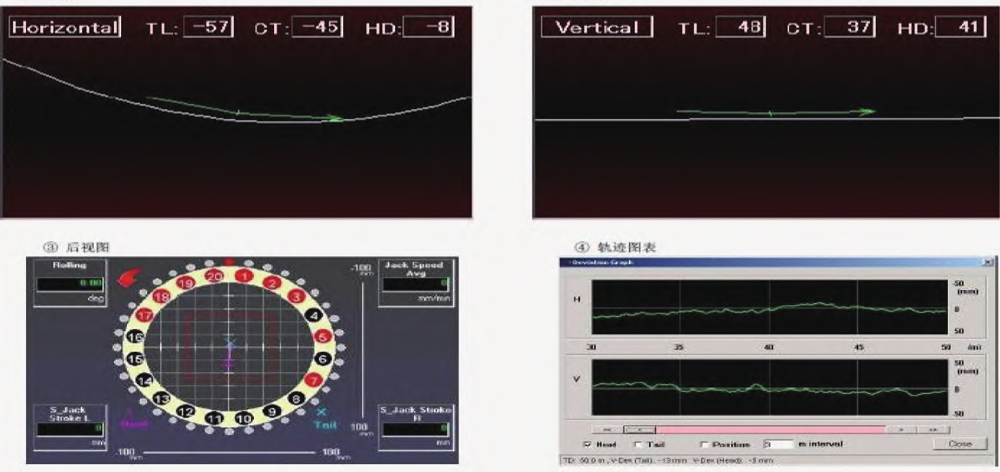 Horizontal TL: -57 CT: -45 HD: -8
Vertical TL: 48 CT: 37 HD: 41
③ 后视图
Rolling
0.00
deg
-100
mm
Jack Speed
Avg
0
mm/min
20 1 2 3 4 5 6 7 8 9 10 11 12 13 14 15 16 17 18 19
S_Jack
Stroke L
0
mm
Head
X
Tail
100
mm
S_Jack Stroke
R
0
mm
-100
mm
100
mm
④ 轨迹图表
Deviation Graph
H
-50
(mm)
0
50
30 35 40 45 50 (m)
V
50
(mm)
0
-50
<< < > >>
Head Tail Position m interval Close
TD: 50.0 m, V-Dev (Tail): -13 mm V-Dev (Head): -5 mm